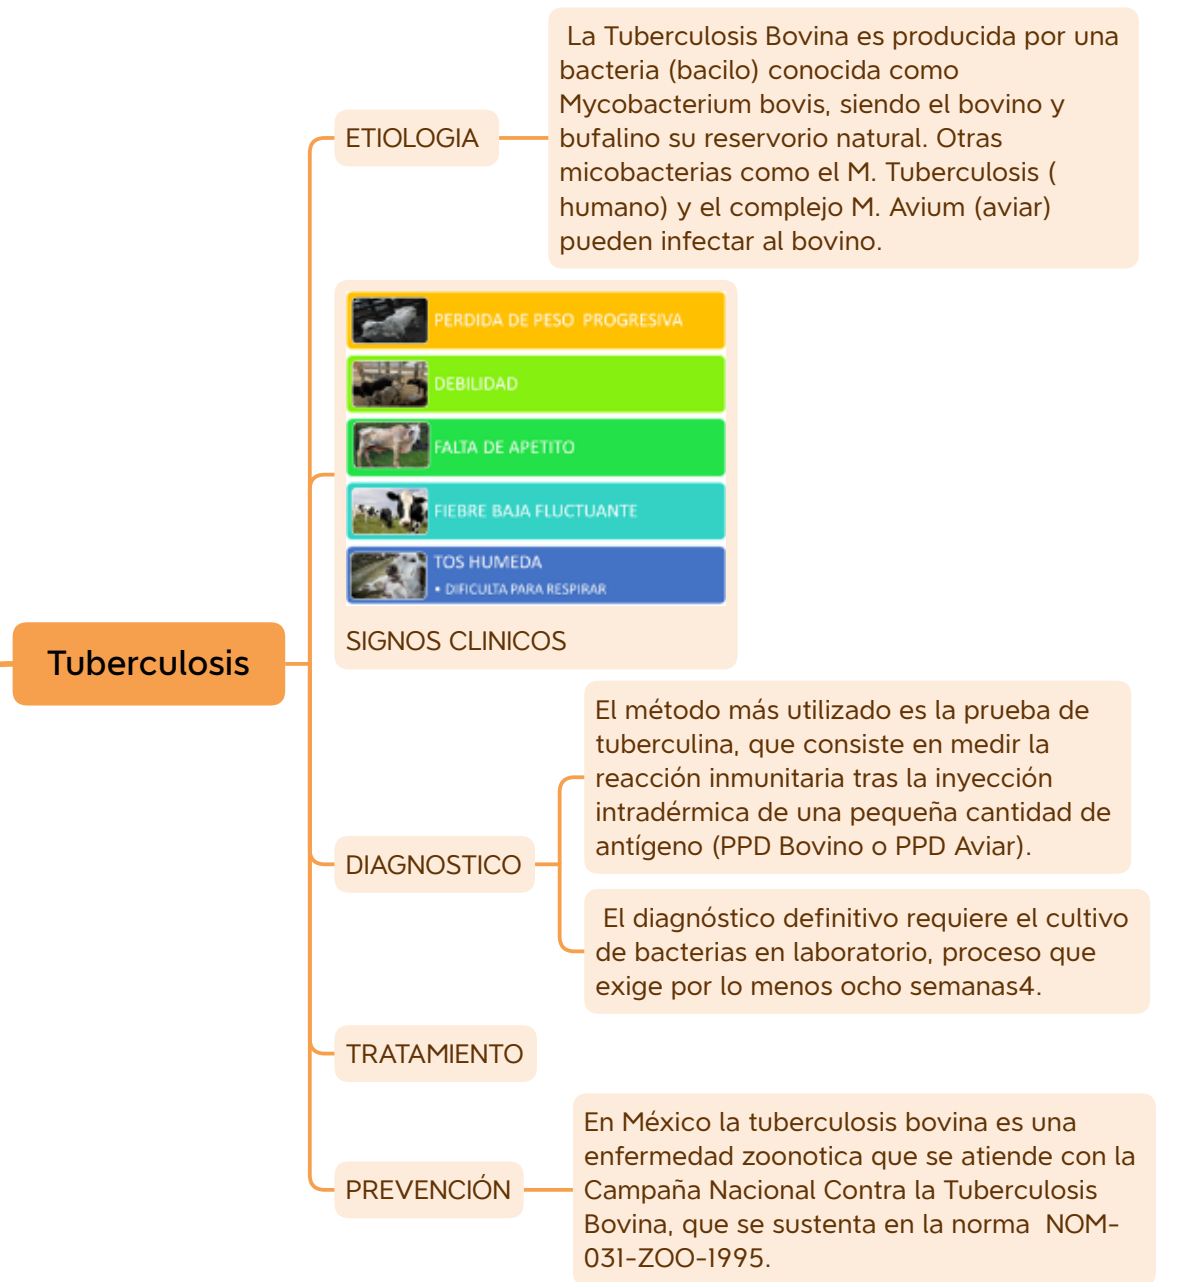 Tuberculosis
ETIOLOGIA
La Tuberculosis Bovina es producida por una
bacteria (bacilo) conocida como
Mycobacterium bovis, siendo el bovino y
bufalino su reservorio natural. Otras
micobacterias como el M. Tuberculosis (
humano) y el complejo M. Avium (aviar)
pueden infectar al bovino.
PERDIDA DE PESO PROGRESIVA
DEBILIDAD
FALTA DE APETITO
FIEBRE BAJA FLUCTUANTE
TOS HUMEDA
• DIFICULTA PARA RESPIRAR
SIGNOS CLINICOS
DIAGNOSTICO
El método más utilizado es la prueba de
tuberculina, que consiste en medir la
reacción inmunitaria tras la inyección
intradérmica de una pequeña cantidad de
antígeno (PPD Bovino o PPD Aviar).
El diagnóstico definitivo requiere el cultivo
de bacterias en laboratorio, proceso que
exige por lo menos ocho semanas4.
TRATAMIENTO
PREVENCIÓN
En México la tuberculosis bovina es una
enfermedad zoonotica que se atiende con la
Campaña Nacional Contra la Tuberculosis
Bovina, que se sustenta en la norma NOM-
031-ZOO-1995.